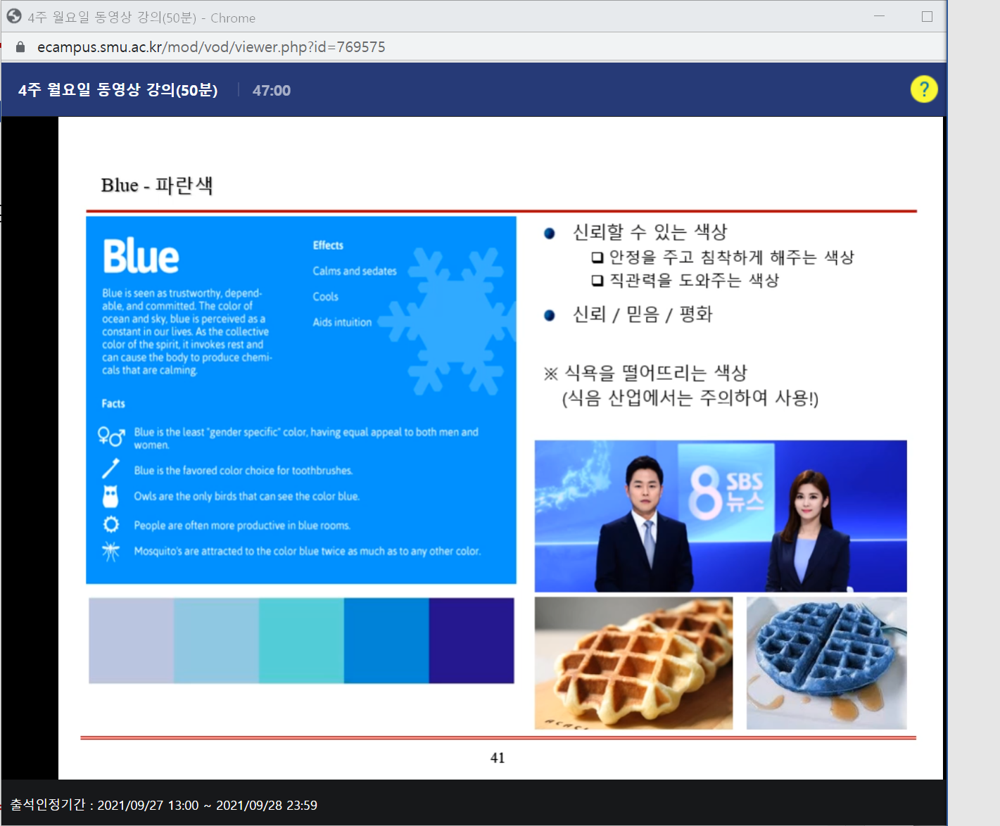 4주 월요일 동영상 강의(50분) - Chrome
ecampus.smu.ac.kr/mod/vod/viewer.php?id=769575
4주 월요일 동영상 강의(50분) 47:00
?
Blue - 파란색
Blue
Blue is seen as trustworthy, depend-
able, and committed. The color of
ocean and sky, blue is perceived as a
constant in our lives. As the collective
color of the spirit, it invokes rest and
can cause the body to produce chemi-
cals that are calming.
Effects
Calms and sedates
Cools
Aids intuition
Facts
Blue is the least "gender specific" color, having equal appeal to both men and
women.
Blue is the favored color choice for toothbrushes.
Owls are the only birds that can see the color blue.
People are often more productive in blue rooms.
Mosquito's are attracted to the color blue twice as much as to any other color.
신뢰할 수 있는 색상
안정을 주고 침착하게 해주는 색상
직관력을 도와주는 색상
신뢰 / 믿음 / 평화
※ 식욕을 떨어뜨리는 색상
(식음 산업에서는 주의하여 사용!)
8 SBS
뉴스
41
출석인정기간 : 2021/09/27 13:00 ~ 2021/09/28 23:59